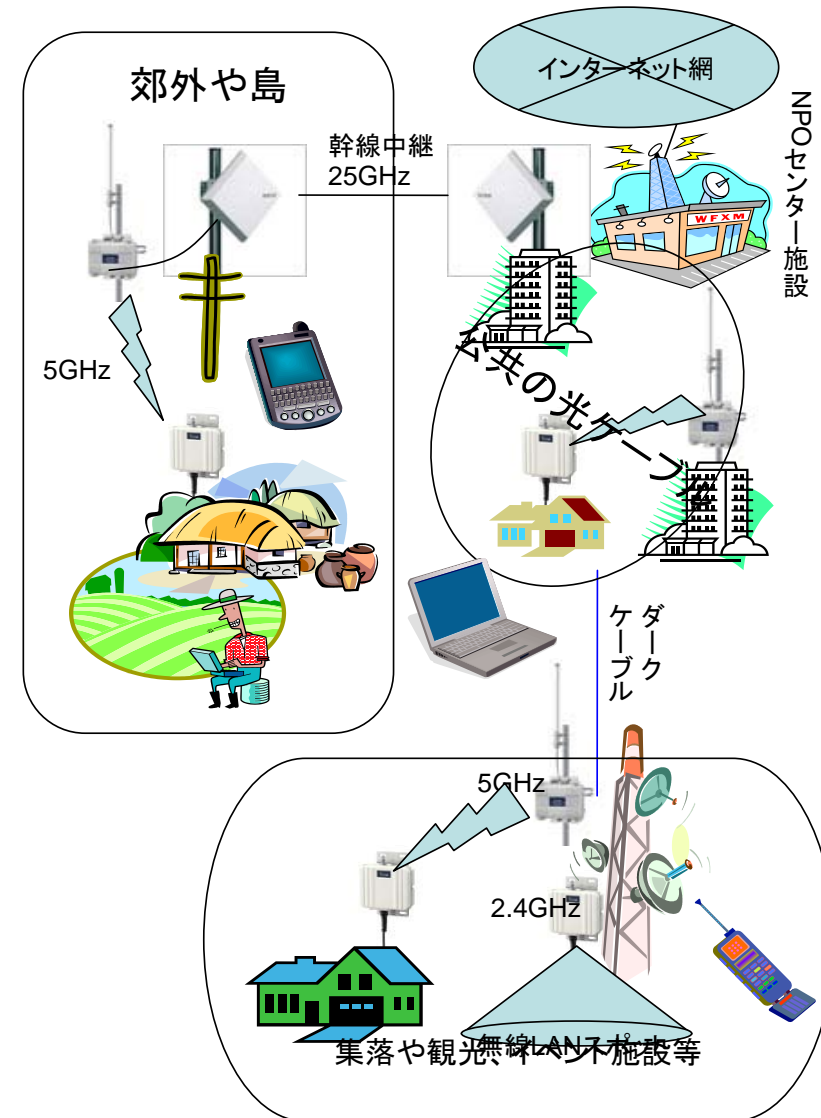 郊外や島
インターネット網
NPOセンター施設
幹線中継
25GHz
WFXM
5GHz
公共の光ケーブル
ダーク
ケーブル
5GHz
2.4GHz
無線LANスポット
集落や観光、イベント施設等